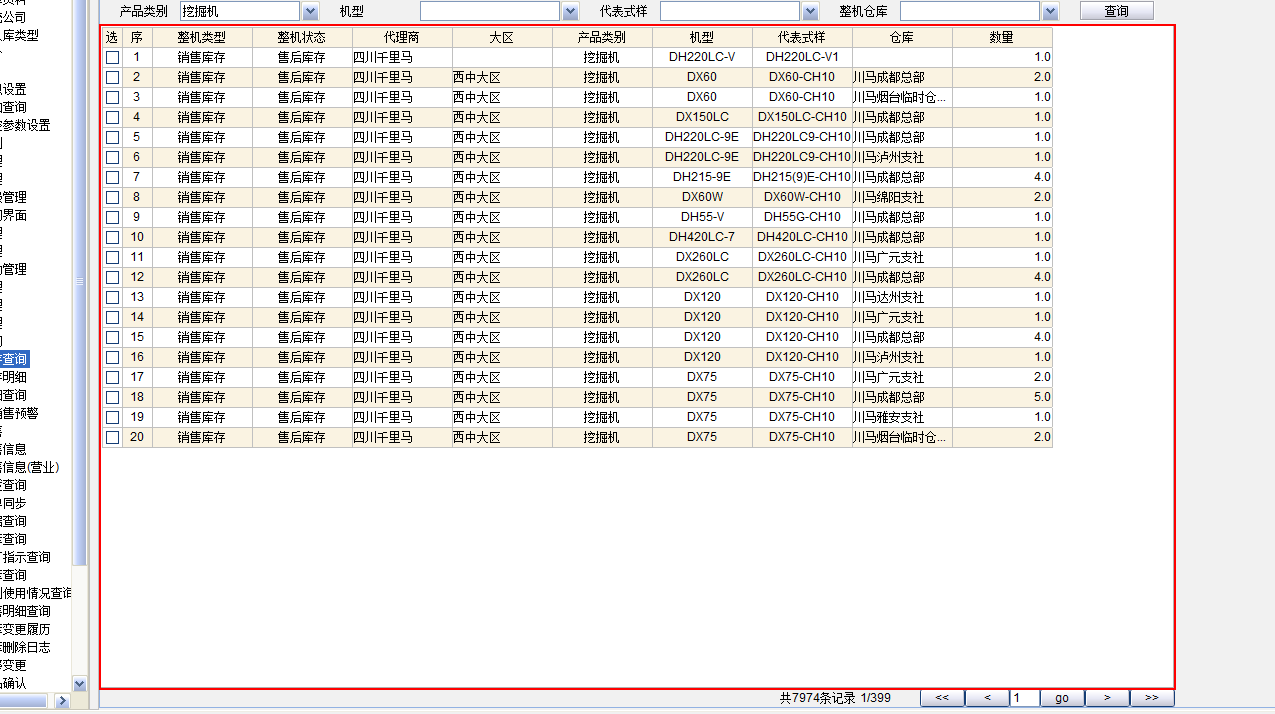 产品类别 挖掘机 机型 代表式样 整机仓库 查询
选 序 整机类型 整机状态 代理商 大区 产品类别 机型 代表式样 仓库 数量
1 销售库存 售后库存 四川千里马 挖掘机 DH220LC-V DH220LC-V1 1.0
2 销售库存 售后库存 四川千里马 西中大区 挖掘机 DX60 DX60-CH10 川马成都总部 2.0
3 销售库存 售后库存 四川千里马 西中大区 挖掘机 DX60 DX60-CH10 川马烟台临时仓... 1.0
4 销售库存 售后库存 四川千里马 西中大区 挖掘机 DX150LC DX150LC-CH10 川马成都总部 1.0
5 销售库存 售后库存 四川千里马 西中大区 挖掘机 DH220LC-9E DH220LC9-CH10 川马成都总部 1.0
6 销售库存 售后库存 四川千里马 西中大区 挖掘机 DH220LC-9E DH220LC9-CH10 川马泸州支社 1.0
7 销售库存 售后库存 四川千里马 西中大区 挖掘机 DH215-9E DH215(9)E-CH10 川马成都总部 4.0
8 销售库存 售后库存 四川千里马 西中大区 挖掘机 DX60W DX60W-CH10 川马绵阳支社 2.0
9 销售库存 售后库存 四川千里马 西中大区 挖掘机 DH55-V DH55G-CH10 川马成都总部 1.0
10 销售库存 售后库存 四川千里马 西中大区 挖掘机 DH420LC-7 DH420LC-CH10 川马成都总部 1.0
11 销售库存 售后库存 四川千里马 西中大区 挖掘机 DX260LC DX260LC-CH10 川马广元支社 1.0
12 销售库存 售后库存 四川千里马 西中大区 挖掘机 DX260LC DX260LC-CH10 川马成都总部 4.0
13 销售库存 售后库存 四川千里马 西中大区 挖掘机 DX120 DX120-CH10 川马达州支社 1.0
14 销售库存 售后库存 四川千里马 西中大区 挖掘机 DX120 DX120-CH10 川马广元支社 1.0
15 销售库存 售后库存 四川千里马 西中大区 挖掘机 DX120 DX120-CH10 川马成都总部 4.0
16 销售库存 售后库存 四川千里马 西中大区 挖掘机 DX120 DX120-CH10 川马泸州支社 1.0
17 销售库存 售后库存 四川千里马 西中大区 挖掘机 DX75 DX75-CH10 川马广元支社 2.0
18 销售库存 售后库存 四川千里马 西中大区 挖掘机 DX75 DX75-CH10 川马成都总部 5.0
19 销售库存 售后库存 四川千里马 西中大区 挖掘机 DX75 DX75-CH10 川马雅安支社 1.0
20 销售库存 售后库存 四川千里马 西中大区 挖掘机 DX75 DX75-CH10 川马烟台临时仓... 2.0
共7974条记录 1/399 << < 1 go > >>
公司
库类型
设置
查询
参数设置
管理
界面
管理
查询
明细
查询
售预警
信息
信息(营业)
查询
同步
查询
查询
指示查询
查询
使用情况查询
明细查询
变更履历
删除日志
变更
确认